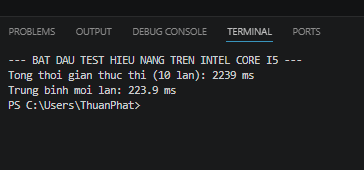 PROBLEMS OUTPUT DEBUG CONSOLE TERMINAL PORTS
--- BAT DAU TEST HIEU NANG TREN INTEL CORE I5 ---
Tong thoi gian thuc thi (10 lan): 2239 ms
Trung binh moi lan: 223.9 ms
PS C:\Users\ThuanPhat>